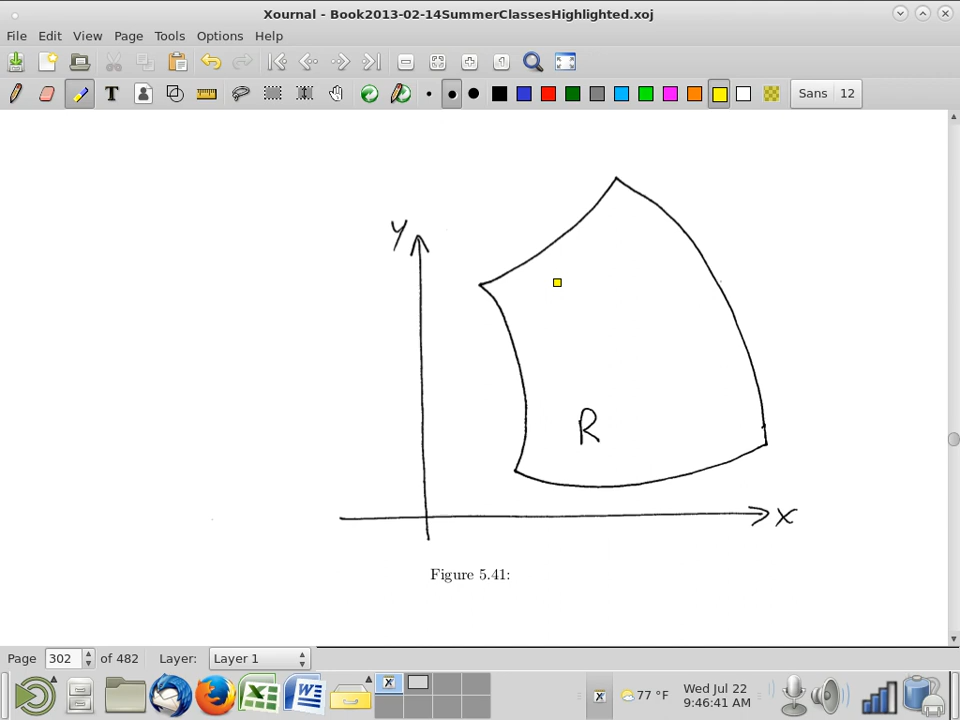 Xournal - Book2013-02-14SummerClassesHighlighted.xoj
File Edit View Page Tools Options Help
T Sans 12
y
R
x
Figure 5.41:
Page 302 of 482 Layer: Layer 1
77 °F
Wed Jul 22
9:46:41 AM